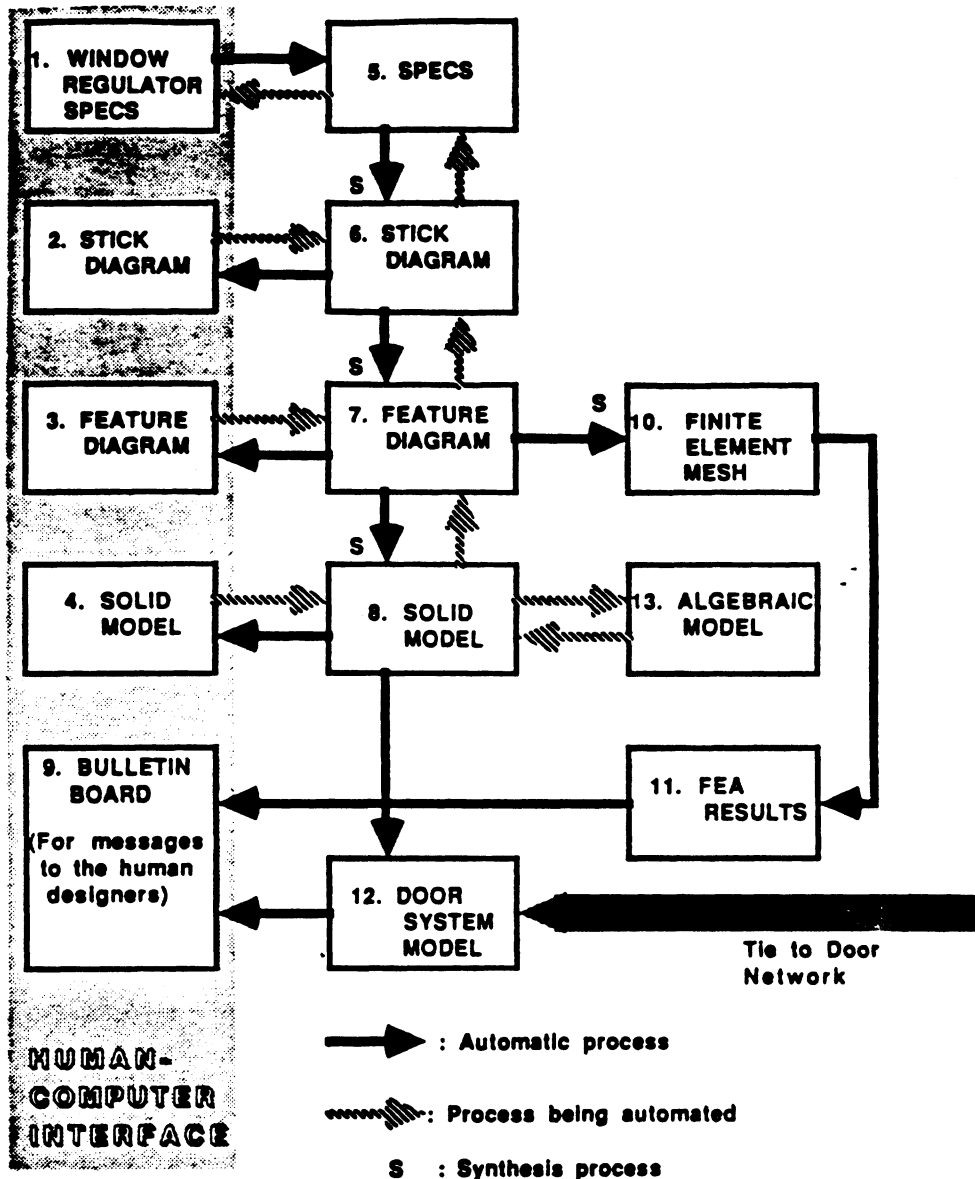 1. WINDOW
REGULATOR
SPECS
5. SPECS
S
2. STICK
DIAGRAM
6. STICK
DIAGRAM
S
3. FEATURE
DIAGRAM
7. FEATURE
DIAGRAM
S
10. FINITE
ELEMENT
MESH
S
4. SOLID
MODEL
8. SOLID
MODEL
13. ALGEBRAIC
MODEL
9. BULLETIN
BOARD
(For messages
to the human
designers)
11. FEA
RESULTS
12. DOOR
SYSTEM
MODEL
Tie to Door
Network
HUMAN-
COMPUTER
INTERFACE
: Automatic process
: Process being automated
S : Synthesis process